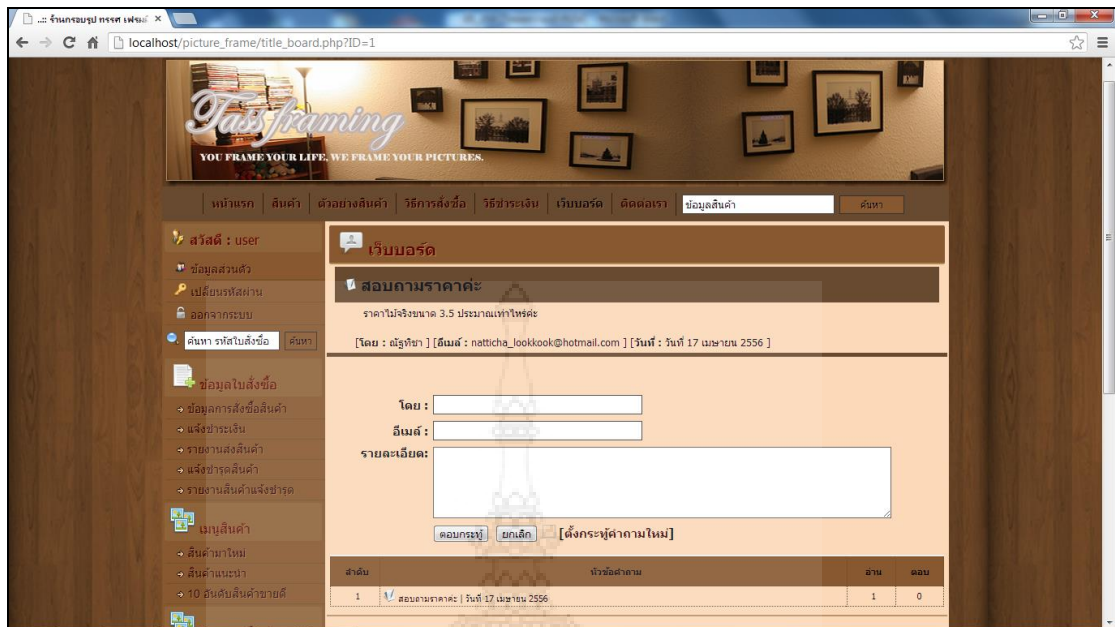 ..:: ร้านกรอบรูป ทรรศ เฟรม
localhost/picture_frame/title_board.php?ID=1
Tass framing
YOU FRAME YOUR LIFE, WE FRAME YOUR PICTURES.
หน้าแรก สินค้า ตัวอย่างสินค้า วิธีการสั่งซื้อ วิธีชำระเงิน เว็บบอร์ด ติดต่อเรา ข้อมูลสินค้า ค้นหา
สวัสดี : user
ข้อมูลส่วนตัว
เปลี่ยนรหัสผ่าน
ออกจากระบบ
ค้นหา รหัสใบสั่งซื้อ ค้นหา
ข้อมูลใบสั่งซื้อ
ข้อมูลการสั่งซื้อสินค้า
แจ้งชำระเงิน
รายงานส่งสินค้า
แจ้งชำรุดสินค้า
รายงานสินค้าแจ้งชำรุด
เมนูสินค้า
สินค้ามาใหม่
สินค้าแนะนำ
10 อันดับสินค้าขายดี
เว็บบอร์ด
สอบถามราคาค่ะ
ราคาไม้จริงขนาด 3.5 ประมาณเท่าไหร่ค่ะ
[โดย : ณัฐทิชา ] [อีเมล์ : natticha_lookkook@hotmail.com ] [วันที่ : วันที่ 17 เมษายน 2556 ]
โดย :
อีเมล์ :
รายละเอียด:
ตอบกระทู้ ยกเลิก [ตั้งกระทู้คำถามใหม่]
ลำดับ หัวข้อคำถาม อ่าน ตอบ
1 สอบถามราคาค่ะ | วันที่ 17 เมษายน 2556 1 0